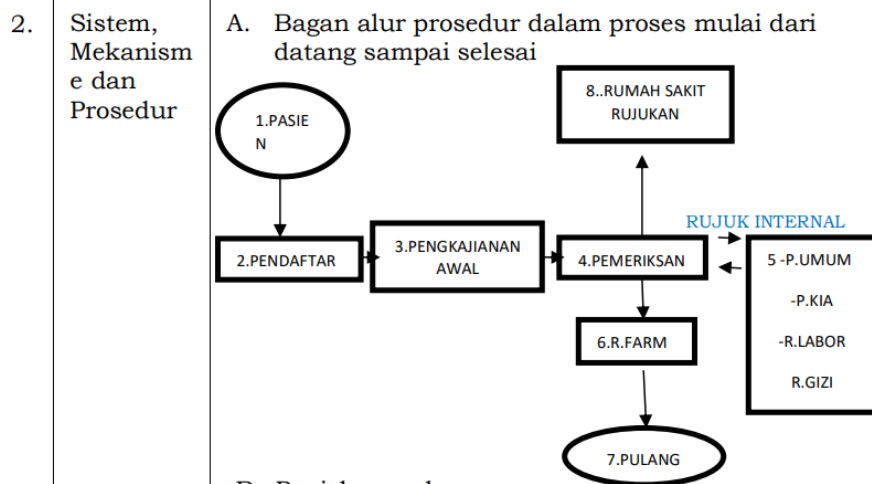 2.
Sistem,
Mekanism
e dan
Prosedur
A. Bagan alur prosedur dalam proses mulai dari
datang sampai selesai
8..RUMAH SAKIT
RUJUKAN
1.PASIE
N
RUJUK INTERNAL
2.PENDAFTAR
3.PENGKAJIANAN
AWAL
4.PEMERIKSAN
5 -P.UMUM
-P.KIA
-R.LABOR
R.GIZI
6.R.FARM
7.PULANG